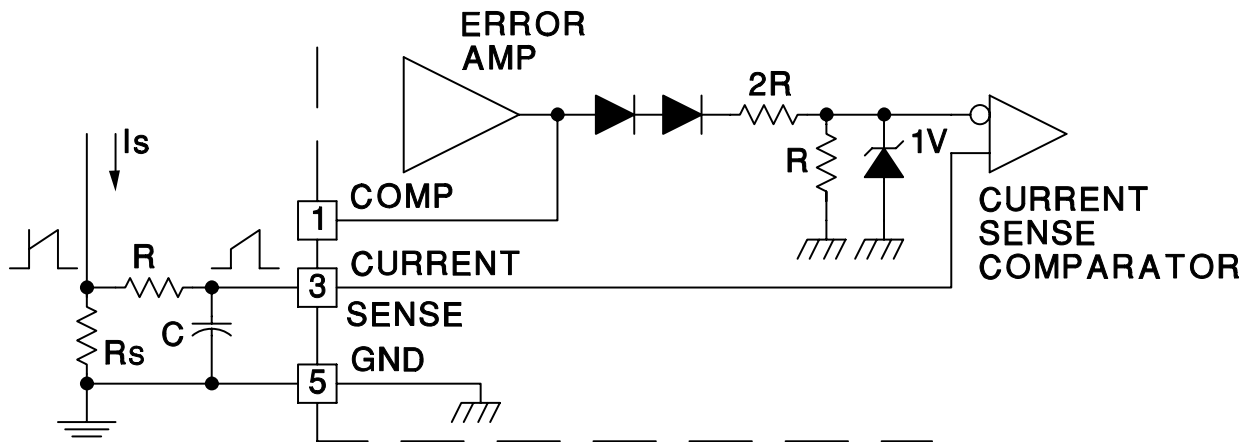 ERROR
AMP
2R
Is
R
1V
COMP
1
CURRENT
SENSE
COMPARATOR
R
CURRENT
3
SENSE
C
Rs
GND
5